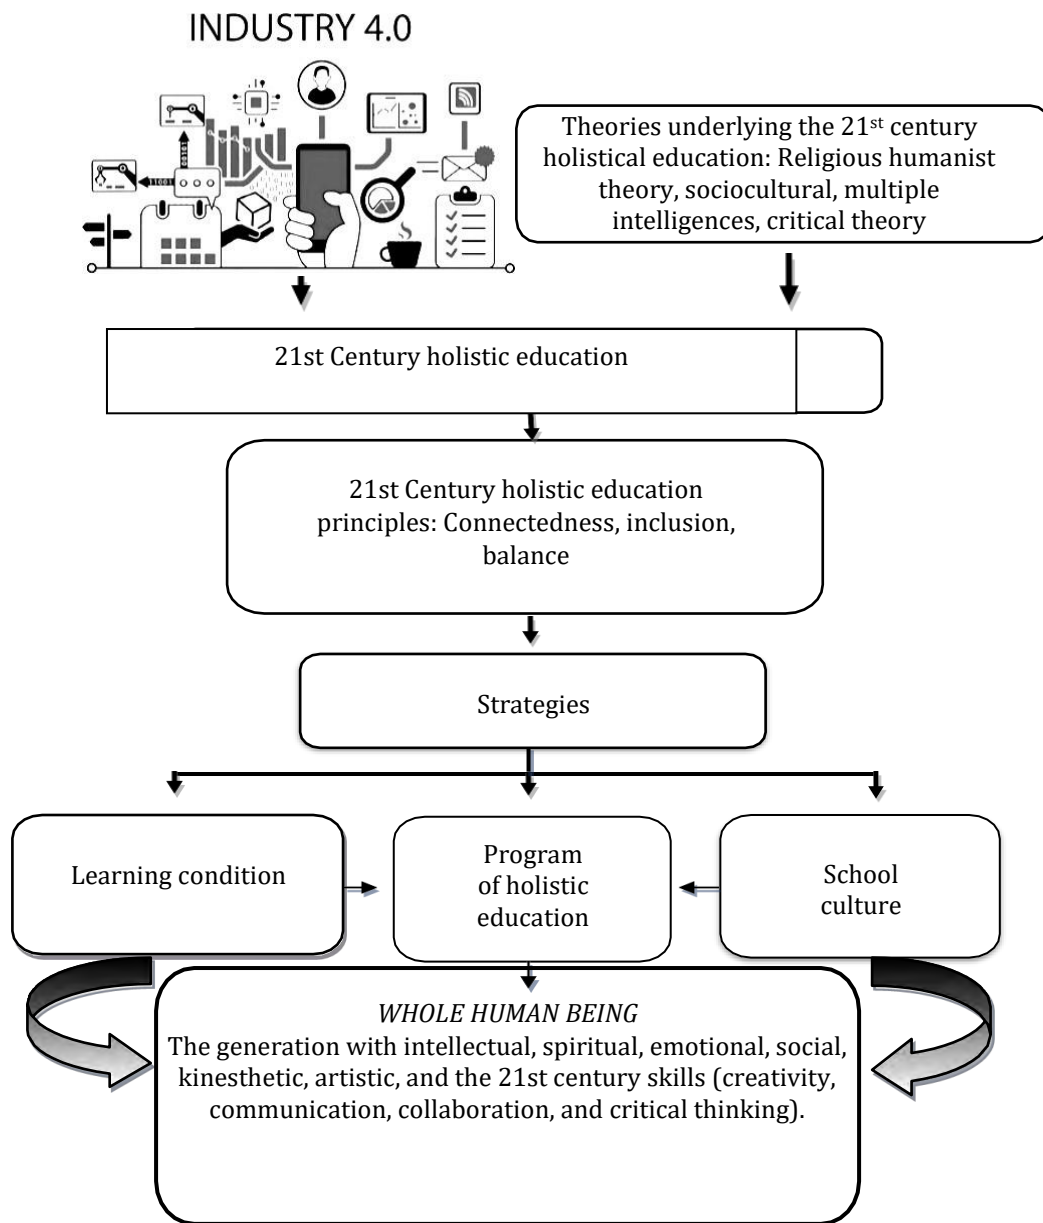 INDUSTRY 4.0
11001
01001
Theories underlying the 21st century
holistical education: Religious humanist
theory, sociocultural, multiple
intelligences, critical theory
21st Century holistic education
21st Century holistic education
principles: Connectedness, inclusion,
balance
Strategies
Learning condition
Program
of holistic
education
School
culture
WHOLE HUMAN BEING
The generation with intellectual, spiritual, emotional, social,
kinesthetic, artistic, and the 21st century skills (creativity,
communication, collaboration, and critical thinking).